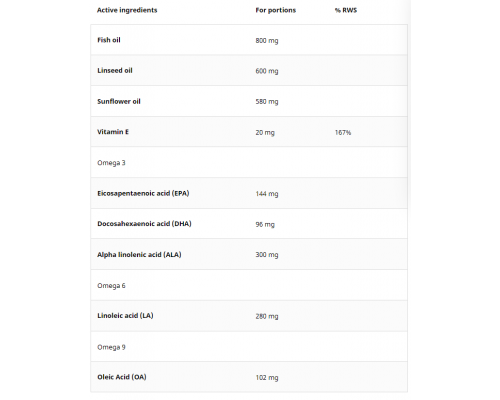 Active ingredients For portions % RWS
Fish oil 800 mg
Linseed oil 600 mg
Sunflower oil 580 mg
Vitamin E 20 mg 167%
Omega 3
Eicosapentaenoic acid (EPA) 144 mg
Docosahexaenoic acid (DHA) 96 mg
Alpha linolenic acid (ALA) 300 mg
Omega 6
Linoleic acid (LA) 280 mg
Omega 9
Oleic Acid (OA) 102 mg